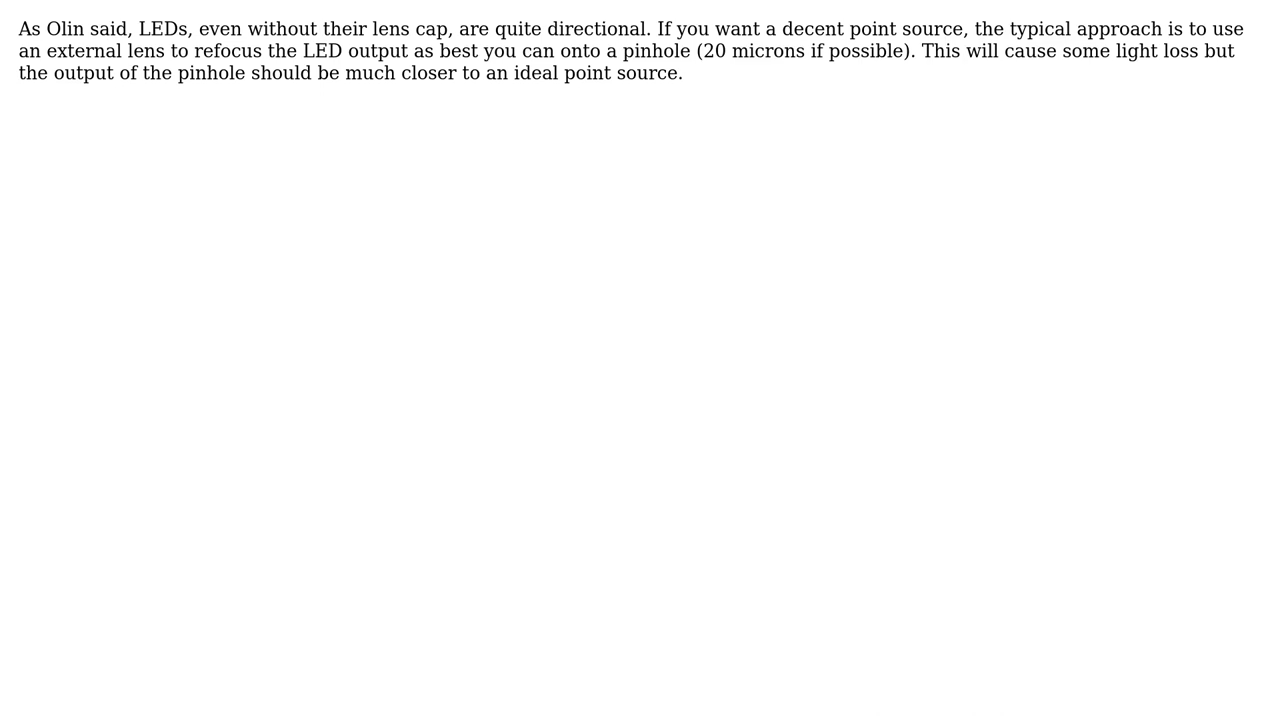 As Olin said, LEDs, even without their lens cap, are quite directional. If you want a decent point source, the typical approach is to use
an external lens to refocus the LED output as best you can onto a pinhole (20 microns if possible). This will cause some light loss but
the output of the pinhole should be much closer to an ideal point source.